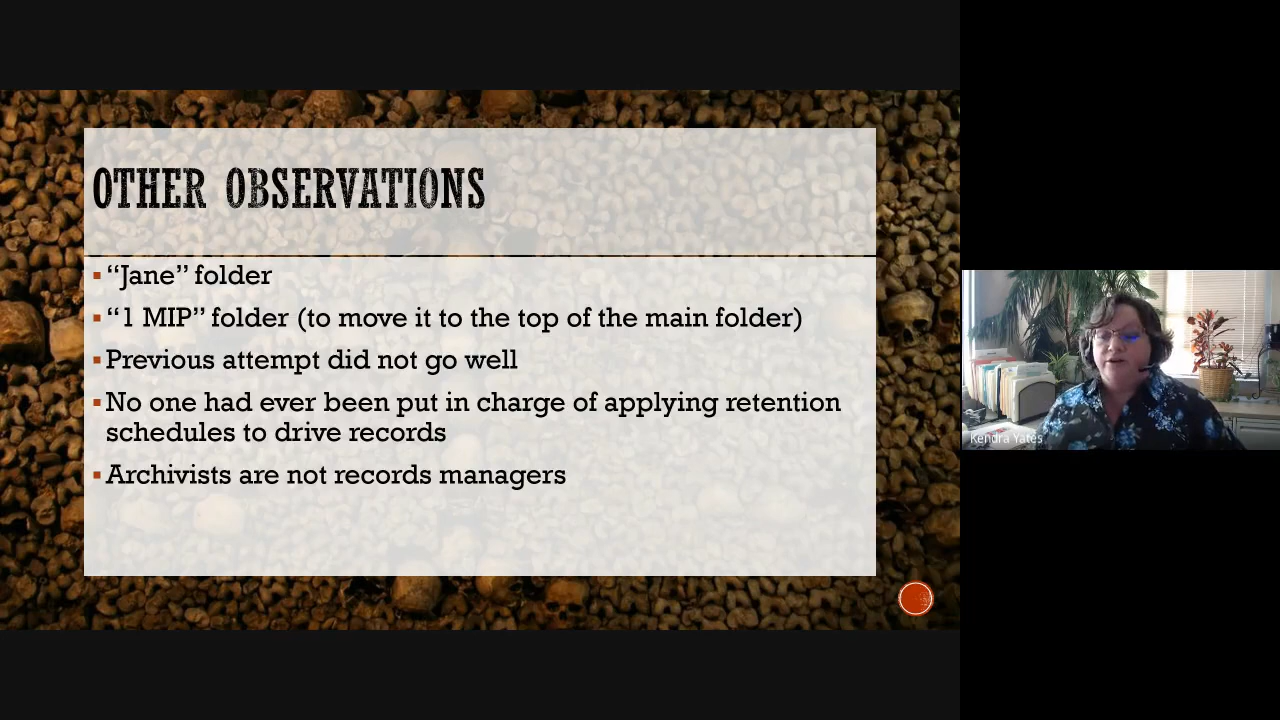 OTHER OBSERVATIONS
▪ “Jane” folder
▪ “1 MIP” folder (to move it to the top of the main folder)
▪ Previous attempt did not go well
▪ No one had ever been put in charge of applying retention
schedules to drive records
▪ Archivists are not records managers
Kendra Yates